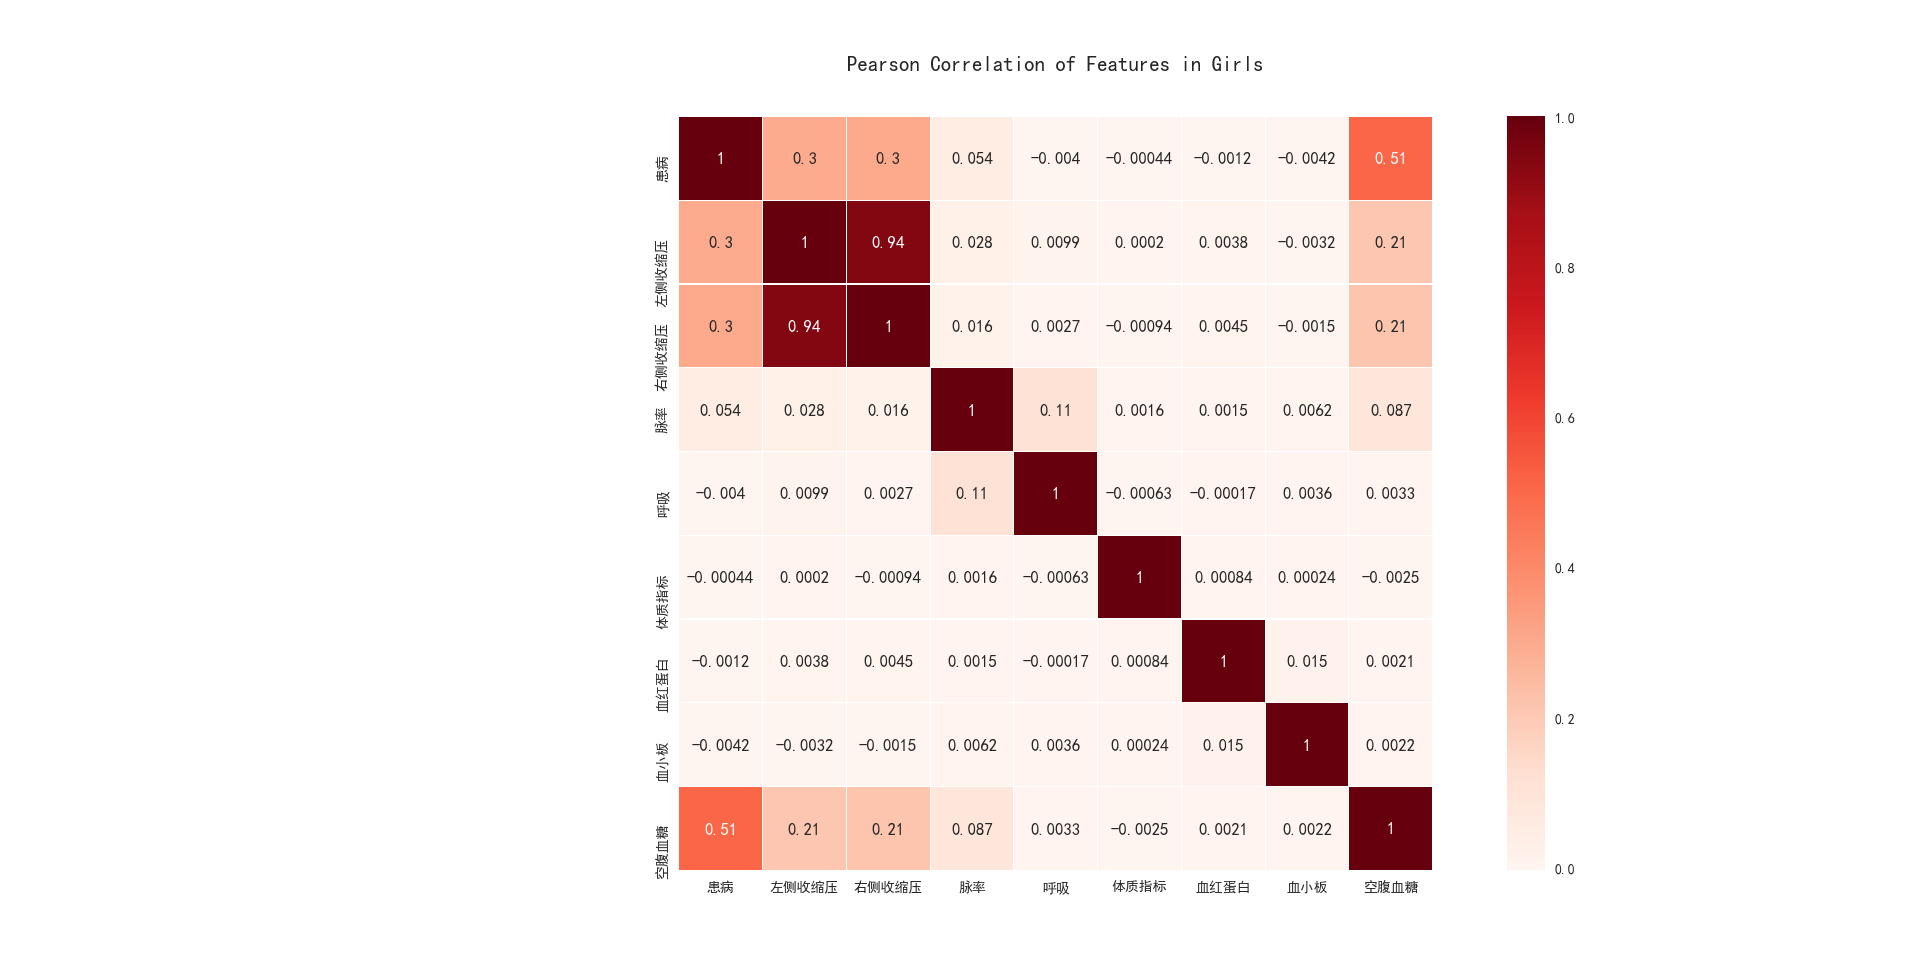 Pearson Correlation of Features in Girls
患病 1 0.3 0.3 0.054 -0.004 -0.00044 -0.0012 -0.0042 0.51
左侧收缩压 0.3 1 0.94 0.028 0.0099 0.0002 0.0038 -0.0032 0.21
右侧收缩压 0.3 0.94 1 0.016 0.0027 -0.00094 0.0045 -0.0015 0.21
脉率 0.054 0.028 0.016 1 0.11 0.0016 0.0015 0.0062 0.087
呼吸 -0.004 0.0099 0.0027 0.11 1 -0.00063 -0.00017 0.0036 0.0033
体质指标 -0.00044 0.0002 -0.00094 0.0016 -0.00063 1 0.00084 0.00024 -0.0025
血红蛋白 -0.0012 0.0038 0.0045 0.0015 -0.00017 0.00084 1 0.015 0.0021
血小板 -0.0042 -0.0032 -0.0015 0.0062 0.0036 0.00024 0.015 1 0.0022
空腹血糖 0.51 0.21 0.21 0.087 0.0033 -0.0025 0.0021 0.0022 1
患病 左侧收缩压 右侧收缩压 脉率 呼吸 体质指标 血红蛋白 血小板 空腹血糖
1.0
0.8
0.6
0.4
0.2
0.0